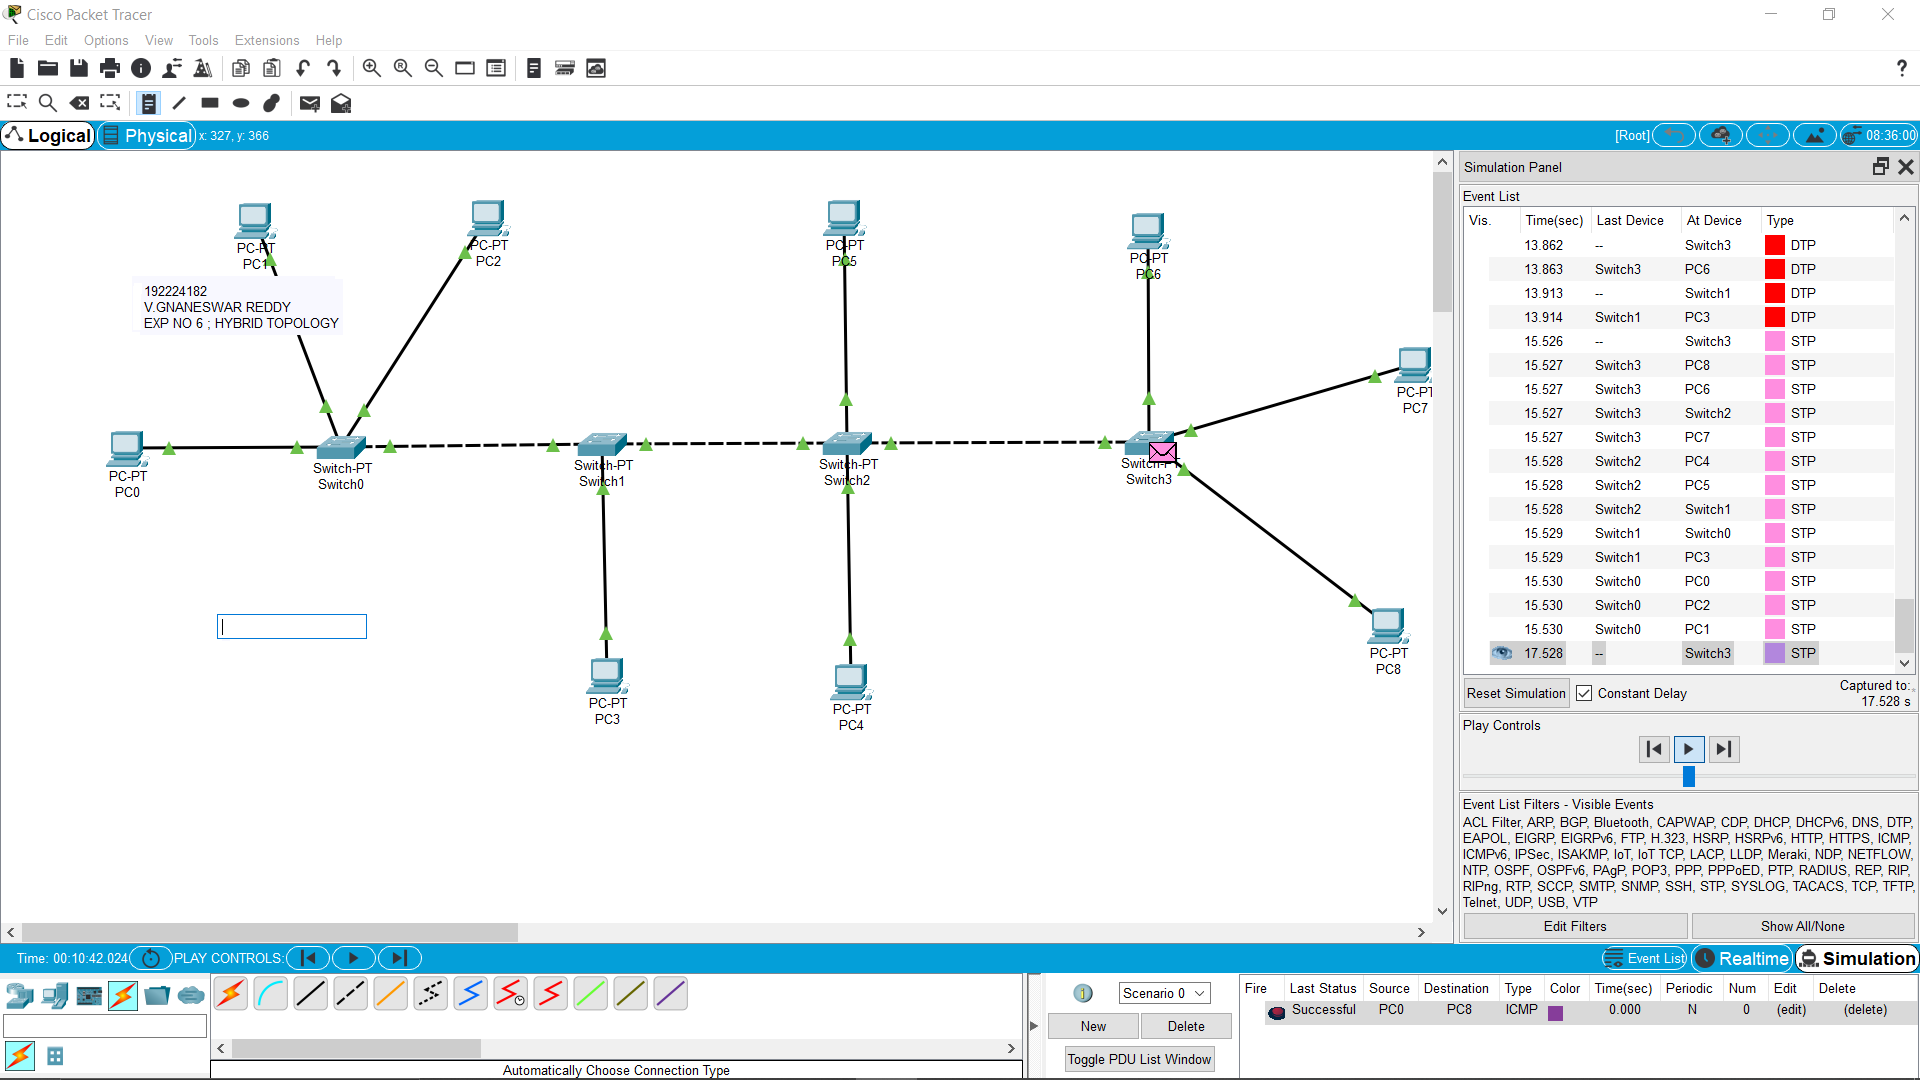 Cisco Packet Tracer
File Edit Options View Tools Extensions Help
Logical Physical x: 327, y: 366 [Root] 08:36:00
PC-PT
PC1
PC-PT
PC2
PC-PT
PC5
PC-PT
PC6
192224182
V.GNANESWAR REDDY
EXP NO 6 ; HYBRID TOPOLOGY
PC-PT
PC7
PC-PT
PC0
Switch-PT
Switch0
Switch-PT
Switch1
Switch-PT
Switch2
Switch-PT
Switch3
PC-PT
PC3
PC-PT
PC4
PC-PT
PC8
Simulation Panel
Event List
Vis. Time(sec) Last Device At Device Type
13.862 -- Switch3 DTP
13.863 Switch3 PC6 DTP
13.913 -- Switch1 DTP
13.914 Switch1 PC3 DTP
15.526 -- Switch3 STP
15.527 Switch3 PC8 STP
15.527 Switch3 PC6 STP
15.527 Switch3 Switch2 STP
15.527 Switch3 PC7 STP
15.528 Switch2 PC4 STP
15.528 Switch2 PC5 STP
15.528 Switch2 Switch1 STP
15.529 Switch1 Switch0 STP
15.529 Switch1 PC3 STP
15.530 Switch0 PC0 STP
15.530 Switch0 PC2 STP
15.530 Switch0 PC1 STP
17.528 -- Switch3 STP
Reset Simulation Constant Delay Captured to:
17.528 s
Play Controls
Event List Filters - Visible Events
ACL Filter, ARP, BGP, Bluetooth, CAPWAP, CDP, DHCP, DHCPv6, DNS, DTP,
EAPOL, EIGRP, EIGRPv6, FTP, H.323, HSRP, HSRPv6, HTTP, HTTPS, ICMP,
ICMPv6, IPSec, ISAKMP, IoT, IoT TCP, LACP, LLDP, Meraki, NDP, NETFLOW,
NTP, OSPF, OSPFv6, PAgP, POP3, PPP, PPPoED, PTP, RADIUS, REP, RIP,
RIPng, RTP, SCCP, SMTP, SNMP, SSH, STP, SYSLOG, TACACS, TCP, TFTP,
Telnet, UDP, USB, VTP
Edit Filters Show All/None
Time: 00:10:42.024 PLAY CONTROLS: Event List Realtime Simulation
Scenario 0
New Delete
Toggle PDU List Window
Fire Last Status Source Destination Type Color Time(sec) Periodic Num Edit Delete
Successful PC0 PC8 ICMP 0.000 N 0 (edit) (delete)
Automatically Choose Connection Type